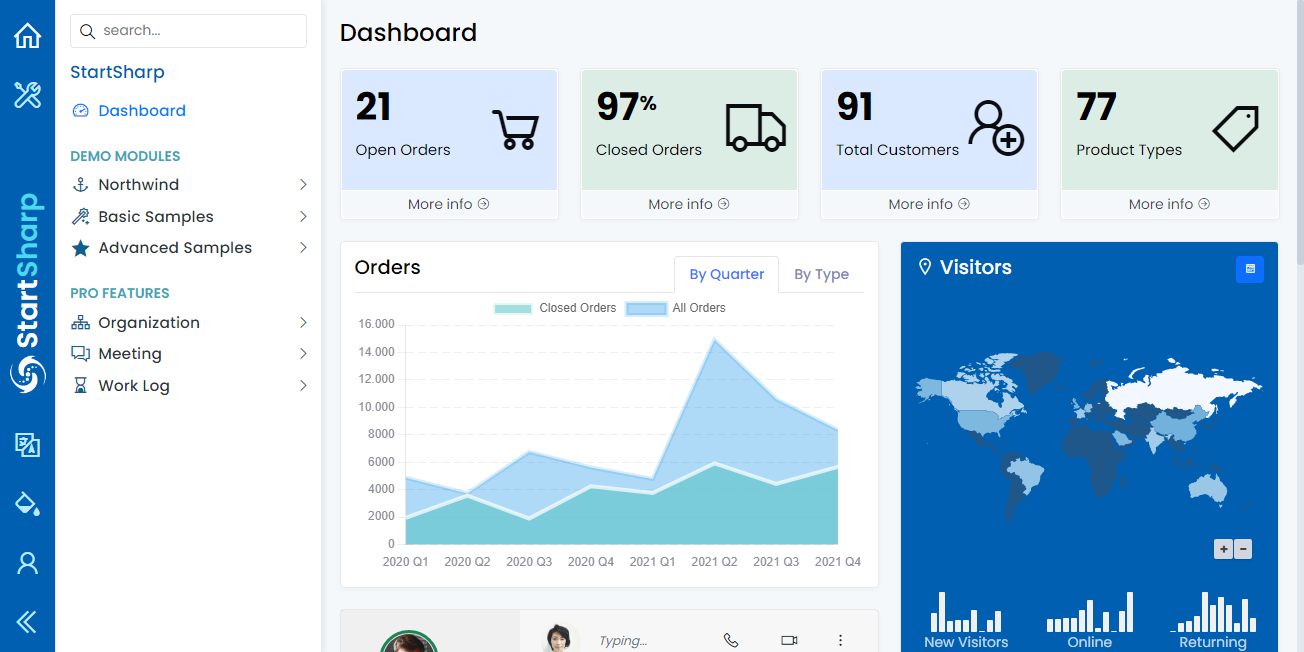 search...
StartSharp
Dashboard
DEMO MODULES
Northwind
Basic Samples
Advanced Samples
PRO FEATURES
Organization
Meeting
Work Log
StartSharp
Dashboard
21
Open Orders
More info
97%
Closed Orders
More info
91
Total Customers
More info
77
Product Types
More info
Orders
By Quarter
By Type
Closed Orders
All Orders
16.000
14.000
12.000
10.000
8000
6000
4000
2000
0
2020 Q1
2020 Q2
2020 Q3
2020 Q4
2021 Q1
2021 Q2
2021 Q3
2021 Q4
Visitors
+
-
New Visitors
Online
Returning
Typing...